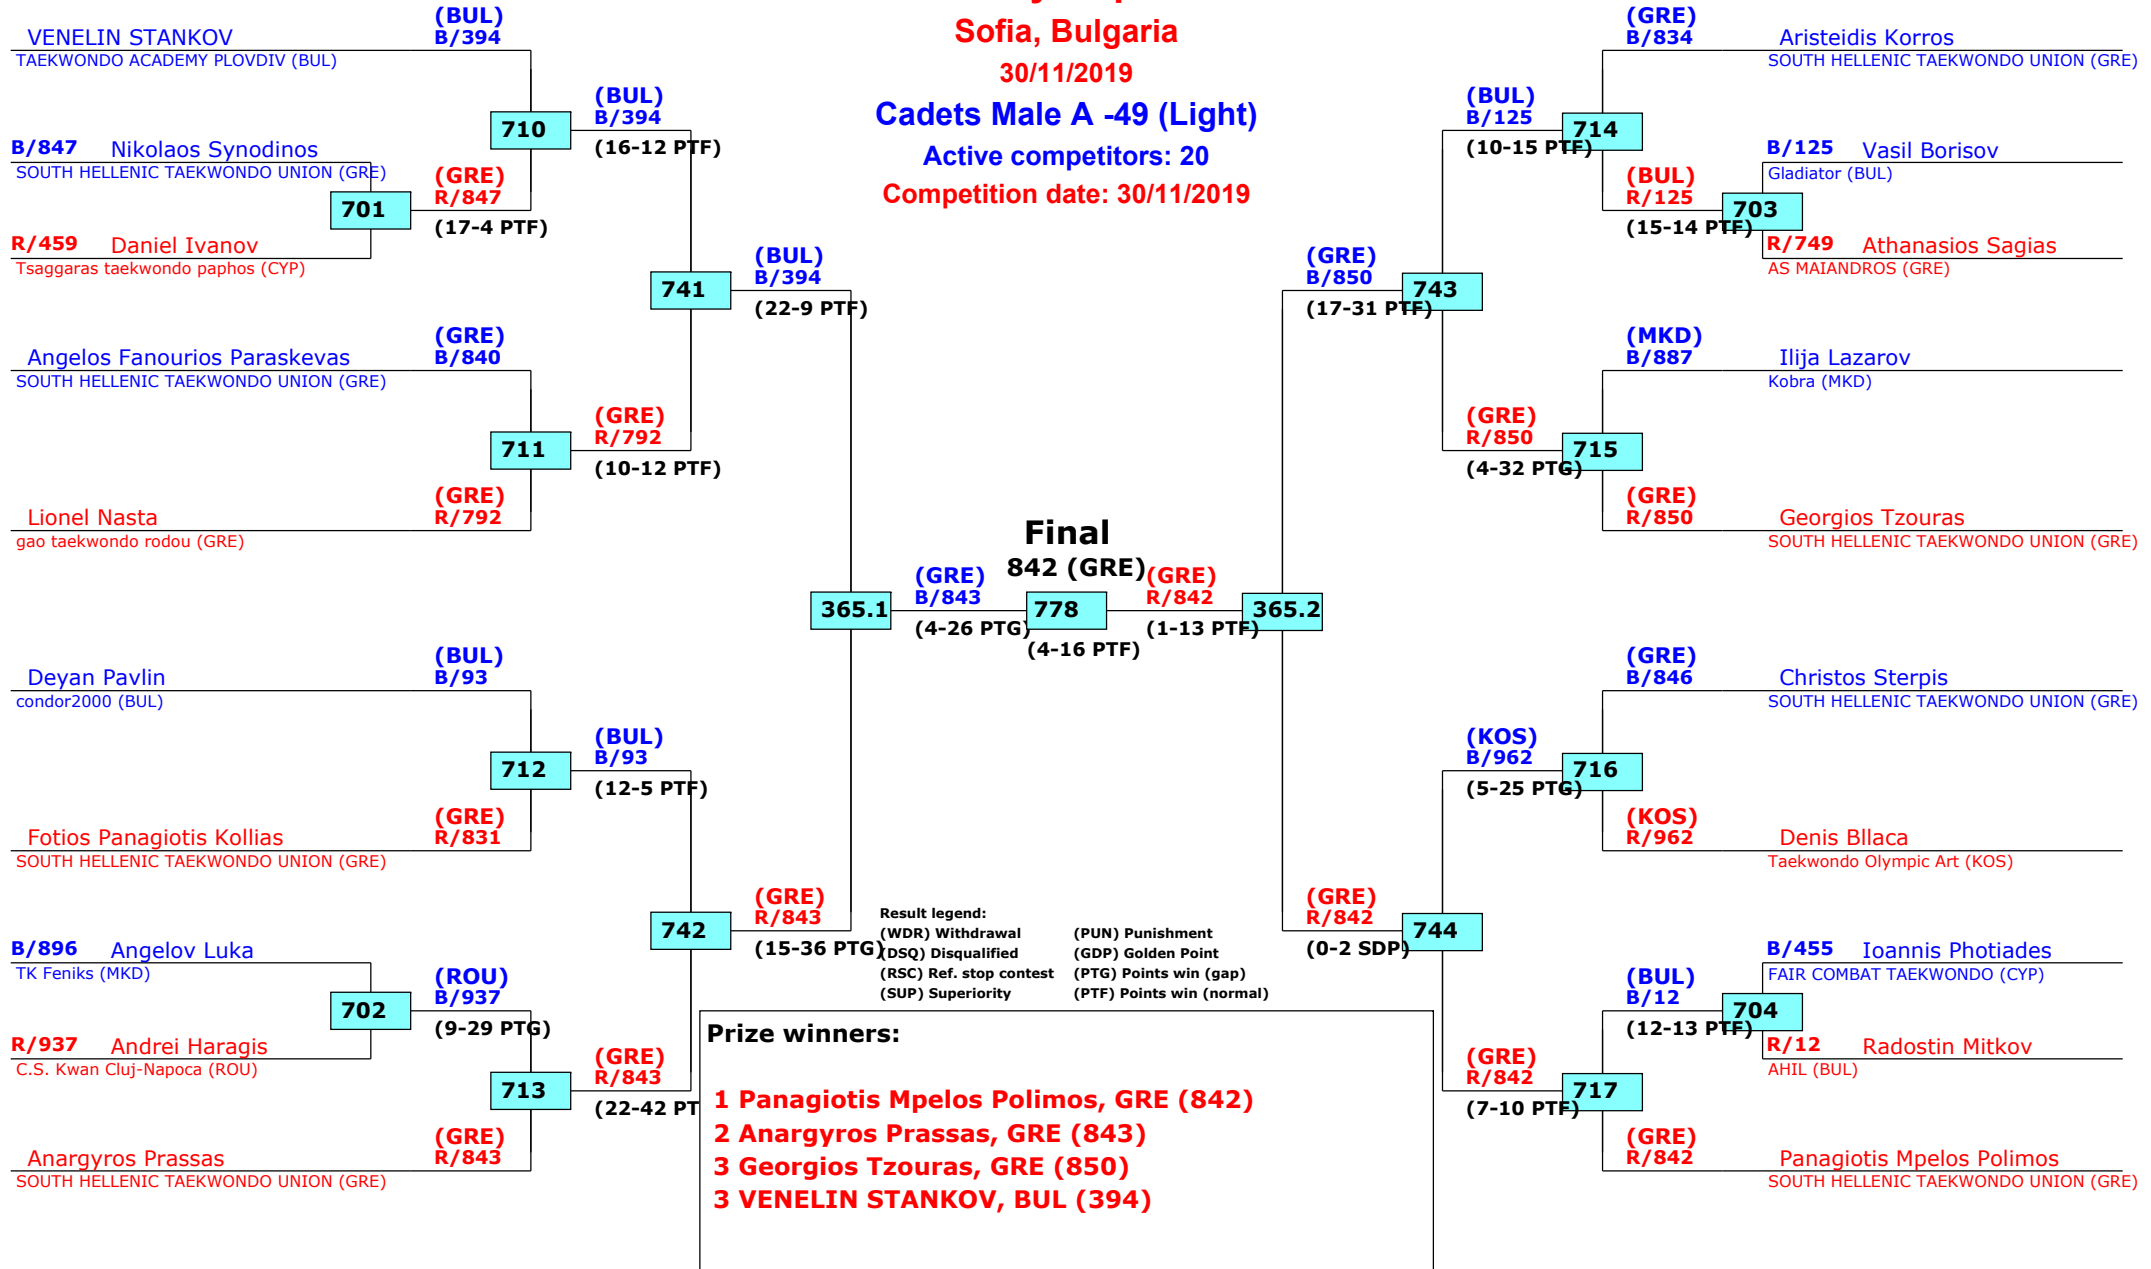 Sofia, Bulgaria
30/11/2019
Cadets Male A -49 (Light)
Active competitors: 20
Competition date: 30/11/2019
(BUL)
VENELIN STANKOV B/394
TAEKWONDO ACADEMY PLOVDIV (BUL)
(BUL)
B/394
710
(16-12 PTF)
B/847 Nikolaos Synodinos
SOUTH HELLENIC TAEKWONDO UNION (GRE)
(GRE)
R/847
701
(17-4 PTF)
R/459 Daniel Ivanov
Tsaggaras taekwondo paphos (CYP)
(BUL)
B/394
741
(22-9 PTF)
(GRE)
Angelos Fanourios Paraskevas B/840
SOUTH HELLENIC TAEKWONDO UNION (GRE)
(GRE)
R/792
711
(10-12 PTF)
(GRE)
Lionel Nasta R/792
gao taekwondo rodou (GRE)
Final
842 (GRE)
(GRE)
B/843
365.1
(4-26 PTG)
778
(4-16 PTF)
(GRE)
R/842
365.2
(1-13 PTF)
(BUL)
Deyan Pavlin B/93
condor2000 (BUL)
(BUL)
B/93
712
(12-5 PTF)
(GRE)
Fotios Panagiotis Kollias R/831
SOUTH HELLENIC TAEKWONDO UNION (GRE)
(GRE)
R/843
742
(15-36 PTG)
B/896 Angelov Luka
TK Feniks (MKD)
(ROU)
B/937
702
(9-29 PTG)
R/937 Andrei Haragis
C.S. Kwan Cluj-Napoca (ROU)
(GRE)
R/843
713
(22-42 PT
(GRE)
Anargyros Prassas R/843
SOUTH HELLENIC TAEKWONDO UNION (GRE)
(GRE)
B/834 Aristeidis Korros
SOUTH HELLENIC TAEKWONDO UNION (GRE)
(BUL)
B/125
714
(10-15 PTF)
B/125 Vasil Borisov
Gladiator (BUL)
(BUL)
R/125
703
(15-14 PTF)
R/749 Athanasios Sagias
AS MAIANDROS (GRE)
(GRE)
B/850
743
(17-31 PTF)
(MKD)
B/887 Ilija Lazarov
Kobra (MKD)
(GRE)
R/850
715
(4-32 PTG)
(GRE)
R/850 Georgios Tzouras
SOUTH HELLENIC TAEKWONDO UNION (GRE)
(GRE)
B/846 Christos Sterpis
SOUTH HELLENIC TAEKWONDO UNION (GRE)
(KOS)
B/962
716
(5-25 PTG)
(KOS)
R/962 Denis Bllaca
Taekwondo Olympic Art (KOS)
(GRE)
R/842
744
(0-2 SDP)
B/455 Ioannis Photiades
FAIR COMBAT TAEKWONDO (CYP)
(BUL)
B/12
704
(12-13 PTF)
R/12 Radostin Mitkov
AHIL (BUL)
(GRE)
R/842
717
(7-10 PTF)
(GRE)
R/842 Panagiotis Mpelos Polimos
SOUTH HELLENIC TAEKWONDO UNION (GRE)
Result legend:
(WDR) Withdrawal (PUN) Punishment
(DSQ) Disqualified (GDP) Golden Point
(RSC) Ref. stop contest (PTG) Points win (gap)
(SUP) Superiority (PTF) Points win (normal)
Prize winners:
1 Panagiotis Mpelos Polimos, GRE (842)
2 Anargyros Prassas, GRE (843)
3 Georgios Tzouras, GRE (850)
3 VENELIN STANKOV, BUL (394)